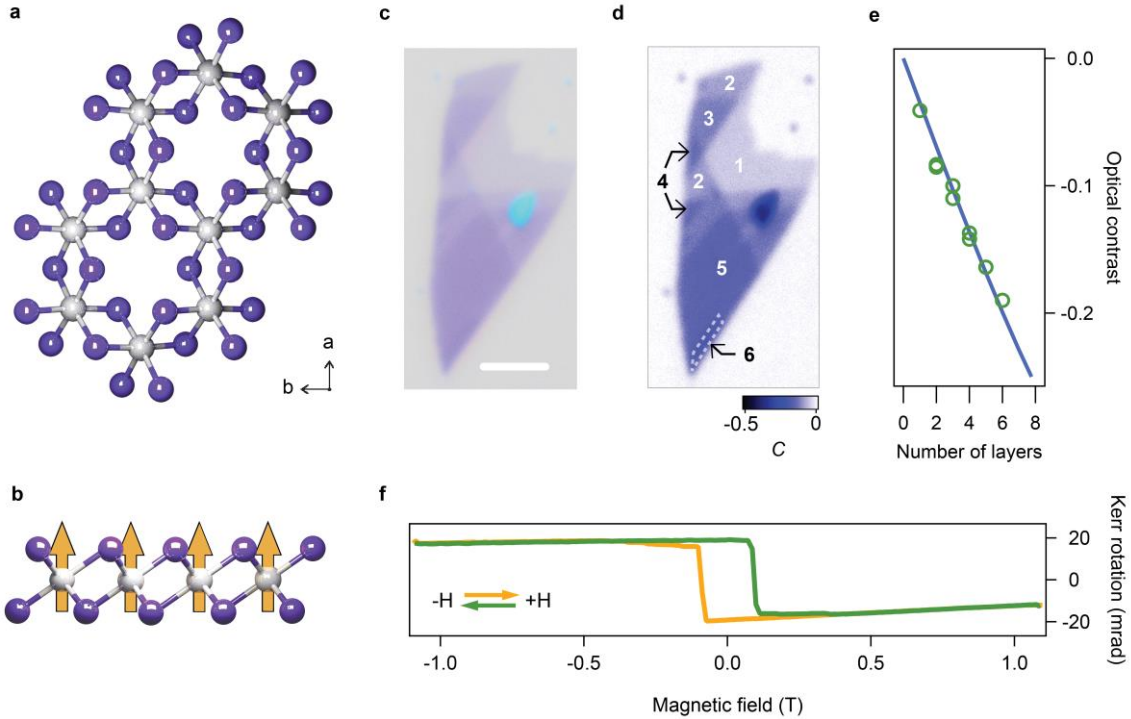 a
a
b
b
c
d
2
3
4
2
1
5
6
-0.5
0
C
e
0.0
-0.1
-0.2
Optical contrast
0 2 4 6 8
Number of layers
f
-H +H
20
0
-20
Kerr rotation (mrad)
-1.0 -0.5 0.0 0.5 1.0
Magnetic field (T)